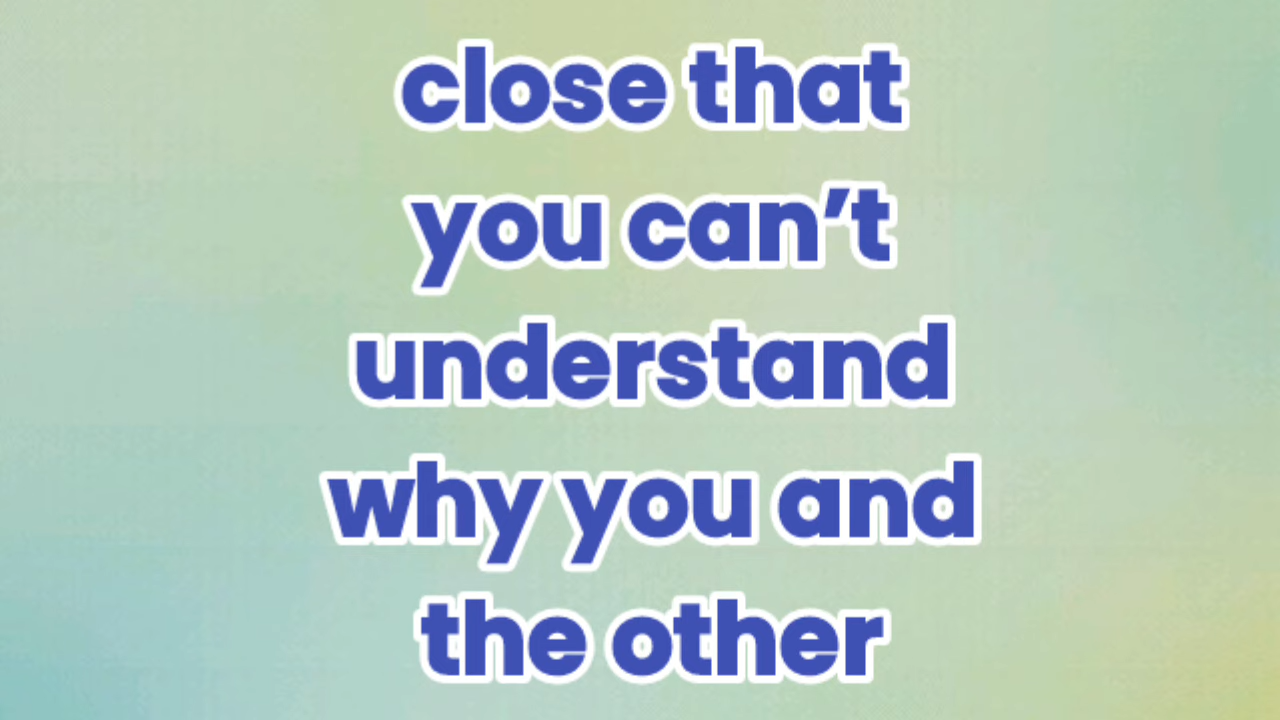 close that
you can’t
understand
why you and
the other